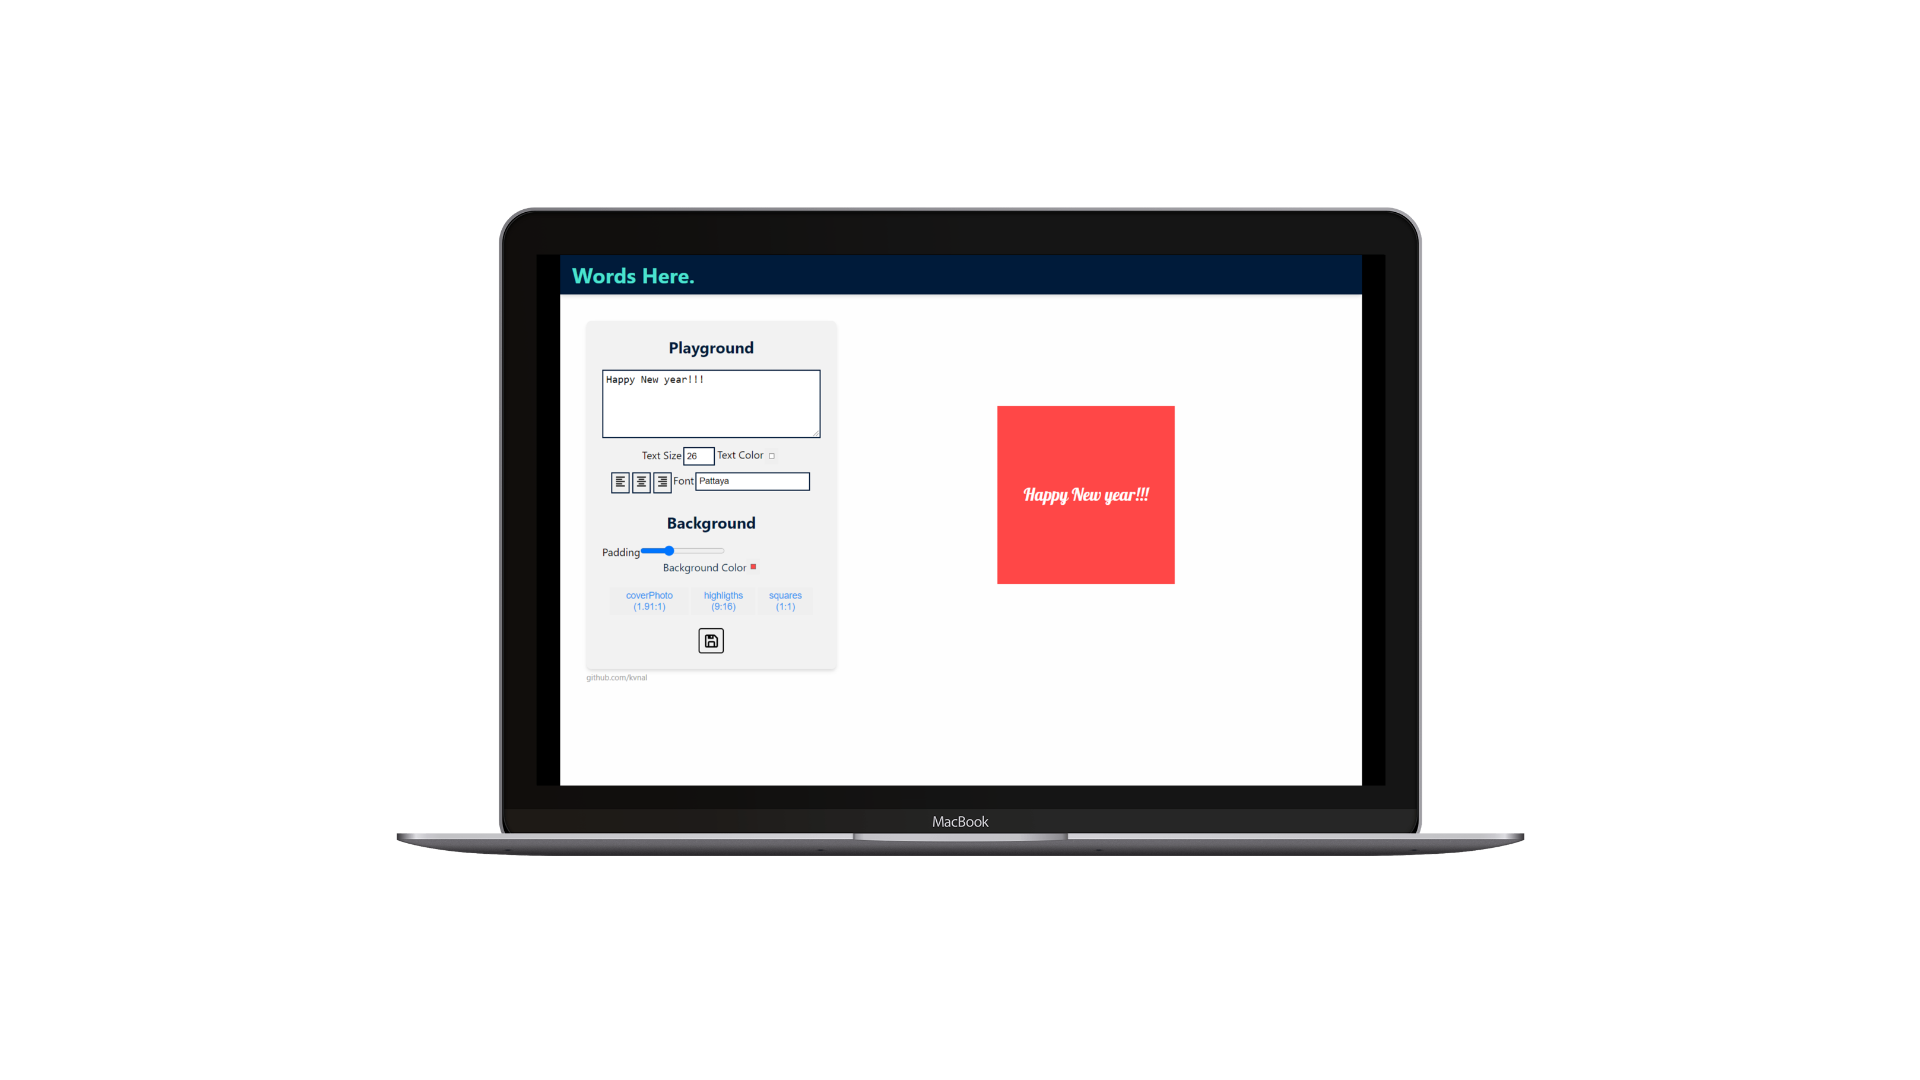 Words Here.
Playground
Happy New year!!!
Text Size 26 Text Color
Font Pattaya
Background
Padding
Background Color
coverPhoto (1.91:1)
highligths (9:16)
squares (1:1)
github.com/kvnal
Happy New year!!!
MacBook